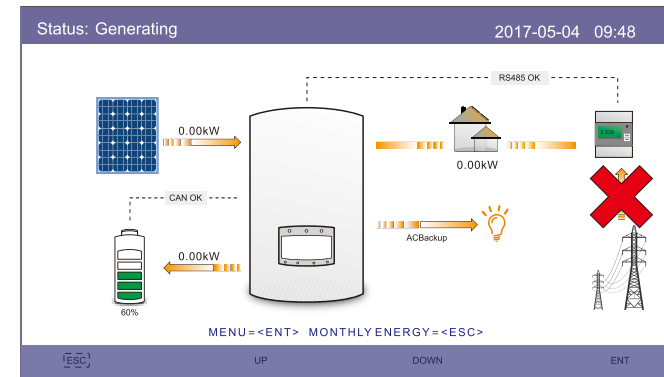 Status: Generating
2017-05-04 09:48
RS485 OK
0.00kW
0.00kW
CAN OK
ACBackup
0.00kW
60%
MENU=<ENT> MONTHLY ENERGY=<ESC>
ESC UP DOWN ENT